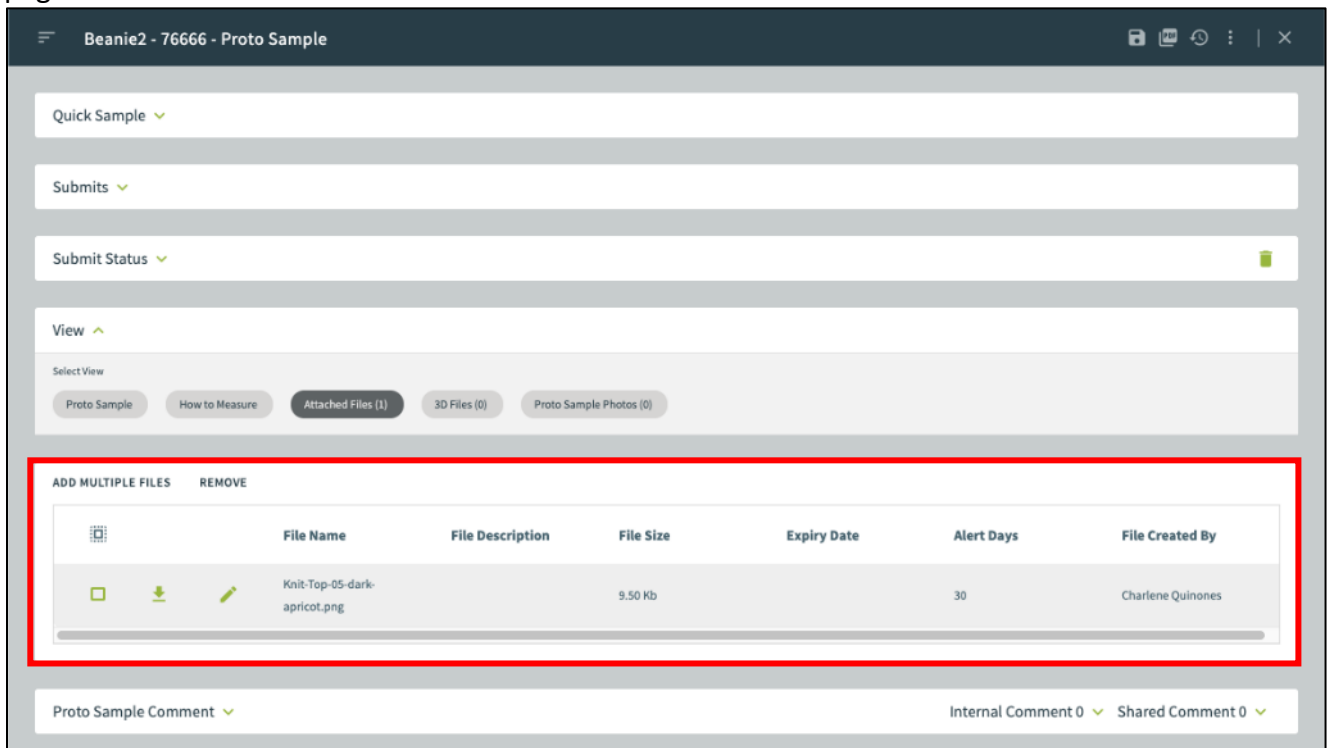 Beanie2 - 76666 - Proto Sample
Quick Sample
Submits
Submit Status
View
Select View
Proto Sample How to Measure Attached Files (1) 3D Files (0) Proto Sample Photos (0)
ADD MULTIPLE FILES REMOVE
File Name File Description File Size Expiry Date Alert Days File Created By
Knit-Top-05-dark-
apricot.png 9.50 Kb 30 Charlene Quinones
Proto Sample Comment Internal Comment 0 Shared Comment 0